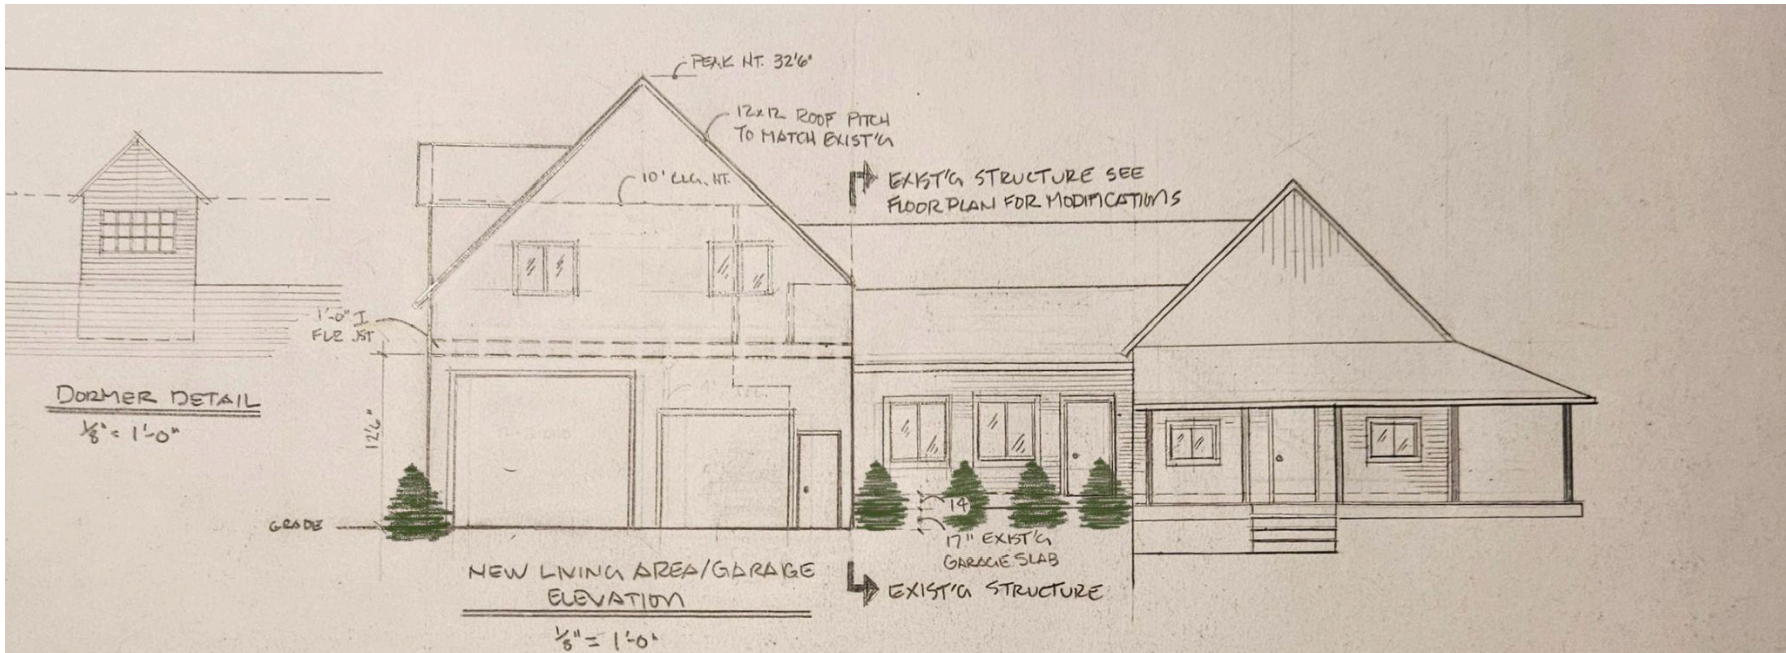 PEAK HT. 32'6"
12x12 ROOF PITCH
TO MATCH EXIST'G
10' CLG. HT.
EXIST'G STRUCTURE SEE
FLOOR PLAN FOR MODIFICATIONS
1'-0" I
FLR JST
DORMER DETAIL
1/8" = 1'-0"
12'6"
GRADE
14
17" EXIST'G
GARAGE SLAB
NEW LIVING AREA/GARAGE
ELEVATION
1/8" = 1'-0"
EXIST'G STRUCTURE